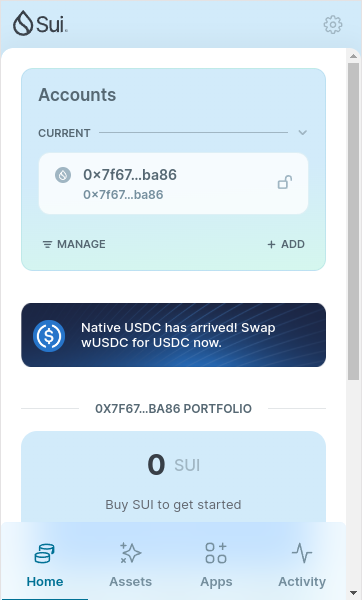 Sui
Accounts
CURRENT
0×7f67...ba86
0×7f67...ba86
MANAGE
+ ADD
Native USDC has arrived! Swap
wUSDC for USDC now.
0X7F67...BA86 PORTFOLIO
0 SUI
Buy SUI to get started
Home
Assets
Apps
Activity